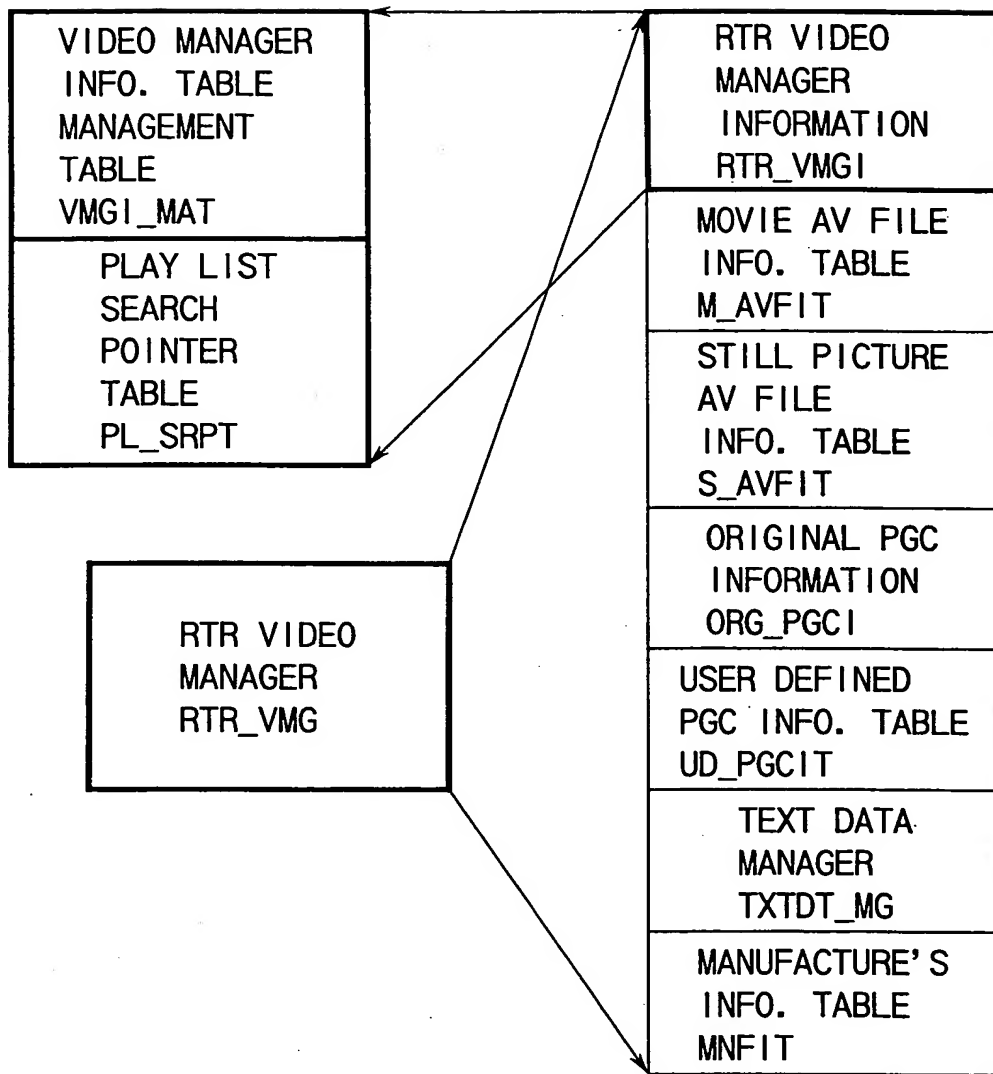 VIDEO MANAGER
INFO. TABLE
MANAGEMENT
TABLE
VMGI_MAT
PLAY LIST
SEARCH
POINTER
TABLE
PL_SRPT
RTR VIDEO
MANAGER
RTR_VMG
RTR VIDEO
MANAGER
INFORMATION
RTR_VMGI
MOVIE AV FILE
INFO. TABLE
M_AVFIT
STILL PICTURE
AV FILE
INFO. TABLE
S_AVFIT
ORIGINAL PGC
INFORMATION
ORG_PGCI
USER DEFINED
PGC INFO. TABLE
UD_PGCIT
TEXT DATA
MANAGER
TXTDT_MG
MANUFACTURE'S
INFO. TABLE
MNFIT